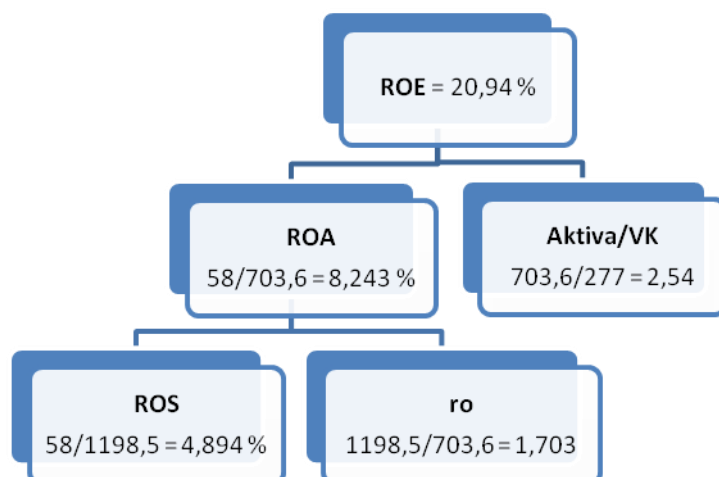 ROE = 20,94 %
ROA
58/703,6 = 8,243 %
Aktiva/VK
703,6/277 = 2,54
ROS
58/1198,5 = 4,894 %
ro
1198,5/703,6 = 1,703